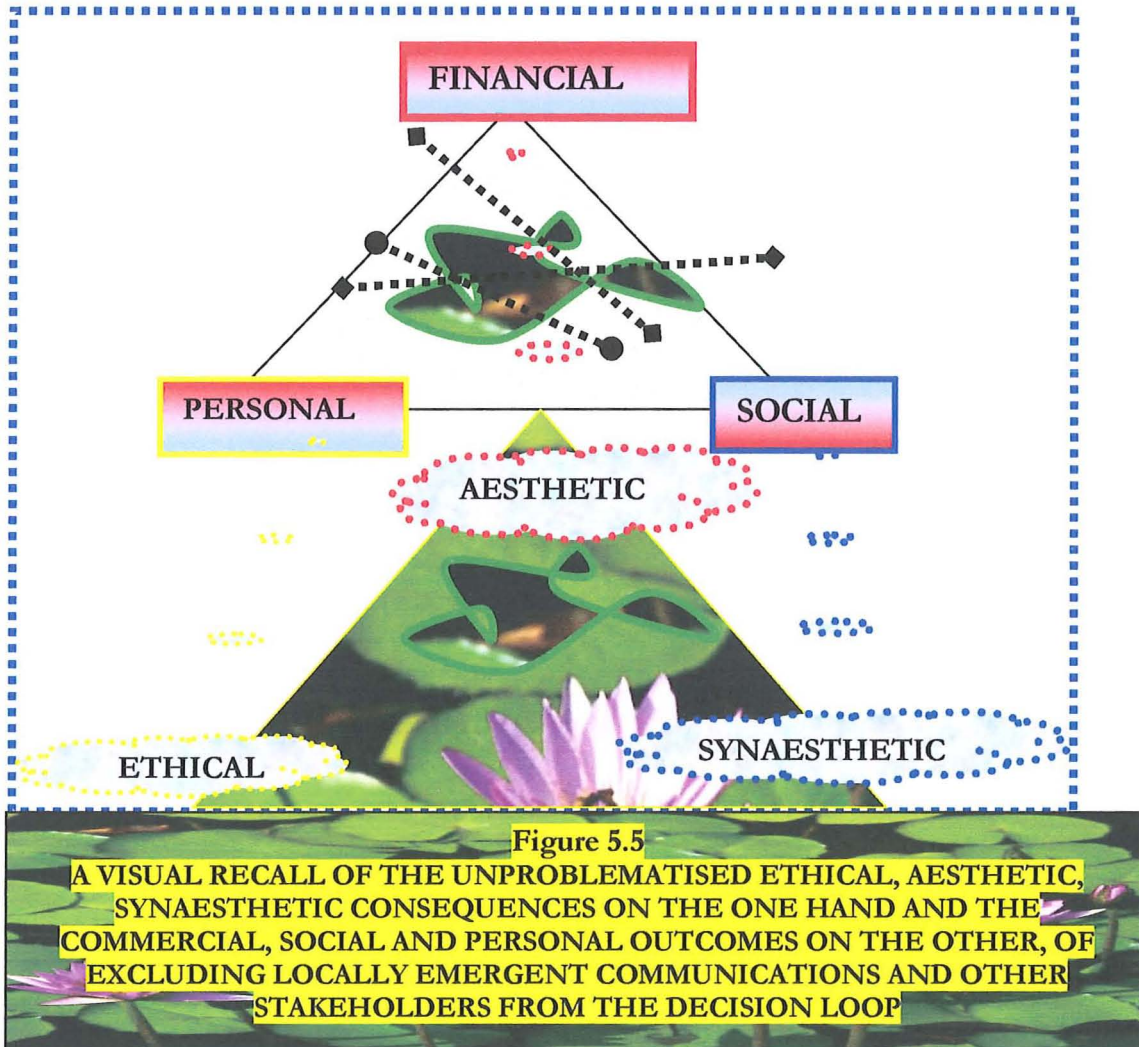 FINANCIAL
PERSONAL
SOCIAL
AESTHETIC
ETHICAL
SYNAESTHETIC
Figure 5.5
A VISUAL RECALL OF THE UNPROBLEMATISED ETHICAL, AESTHETIC,
SYNAESTHETIC CONSEQUENCES ON THE ONE HAND AND THE
COMMERCIAL, SOCIAL AND PERSONAL OUTCOMES ON THE OTHER, OF
EXCLUDING LOCALLY EMERGENT COMMUNICATIONS AND OTHER
STAKEHOLDERS FROM THE DECISION LOOP